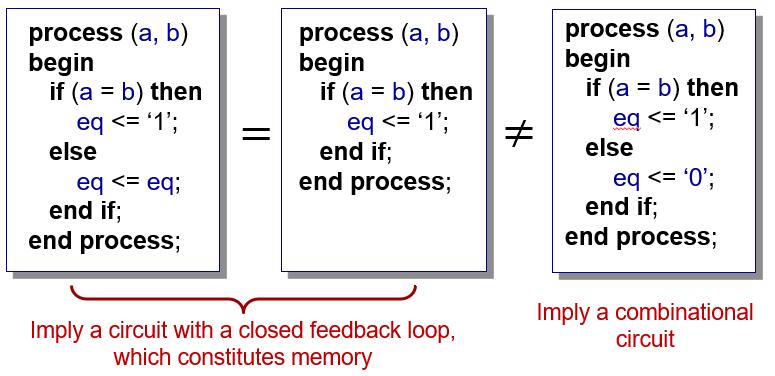 process (a, b)
begin
if (a = b) then
eq <= ‘1’;
else
eq <= eq;
end if;
end process;
=
process (a, b)
begin
if (a = b) then
eq <= ‘1’;
end if;
end process;
≠
process (a, b)
begin
if (a = b) then
eq <= ‘1’;
else
eq <= ‘0’;
end if;
end process;
Imply a circuit with a closed feedback loop,
which constitutes memory
Imply a combinational
circuit